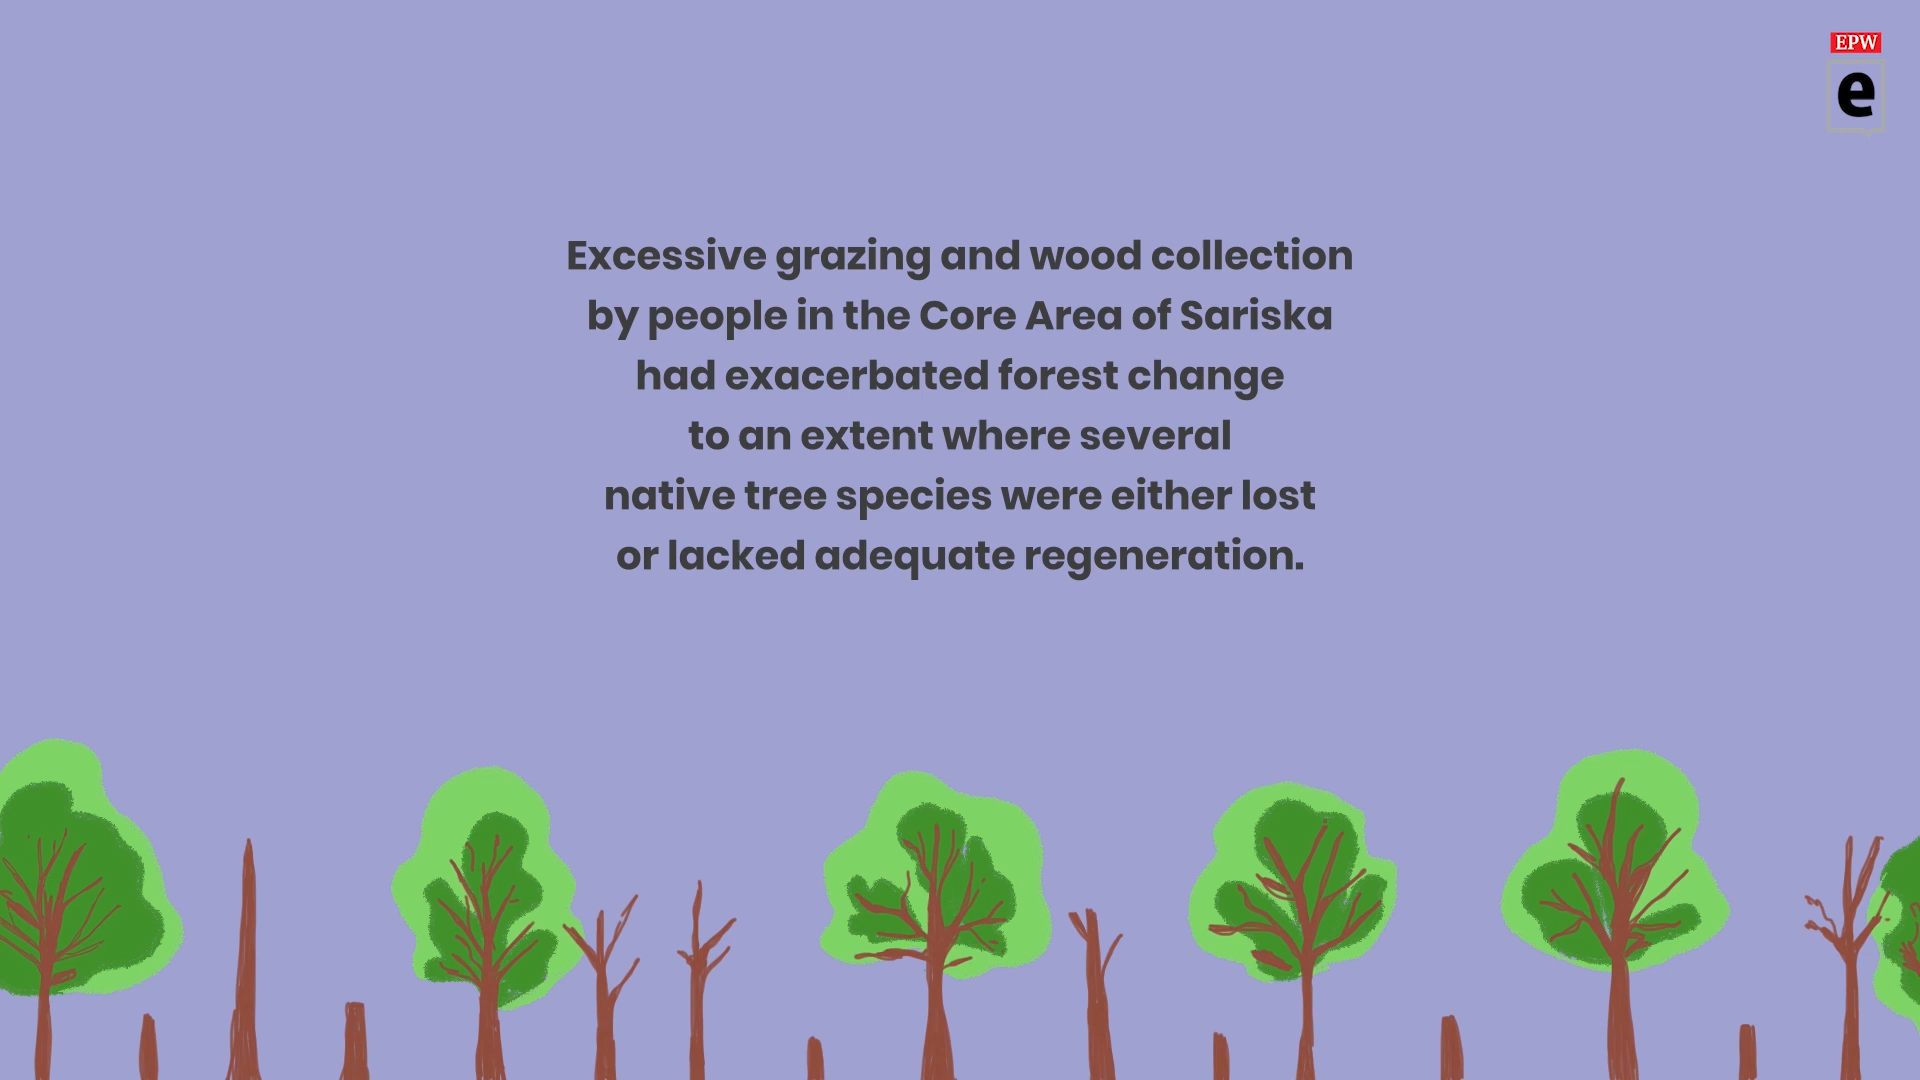 EPW
e
Excessive grazing and wood collection
by people in the Core Area of Sariska
had exacerbated forest change
to an extent where several
native tree species were either lost
or lacked adequate regeneration.